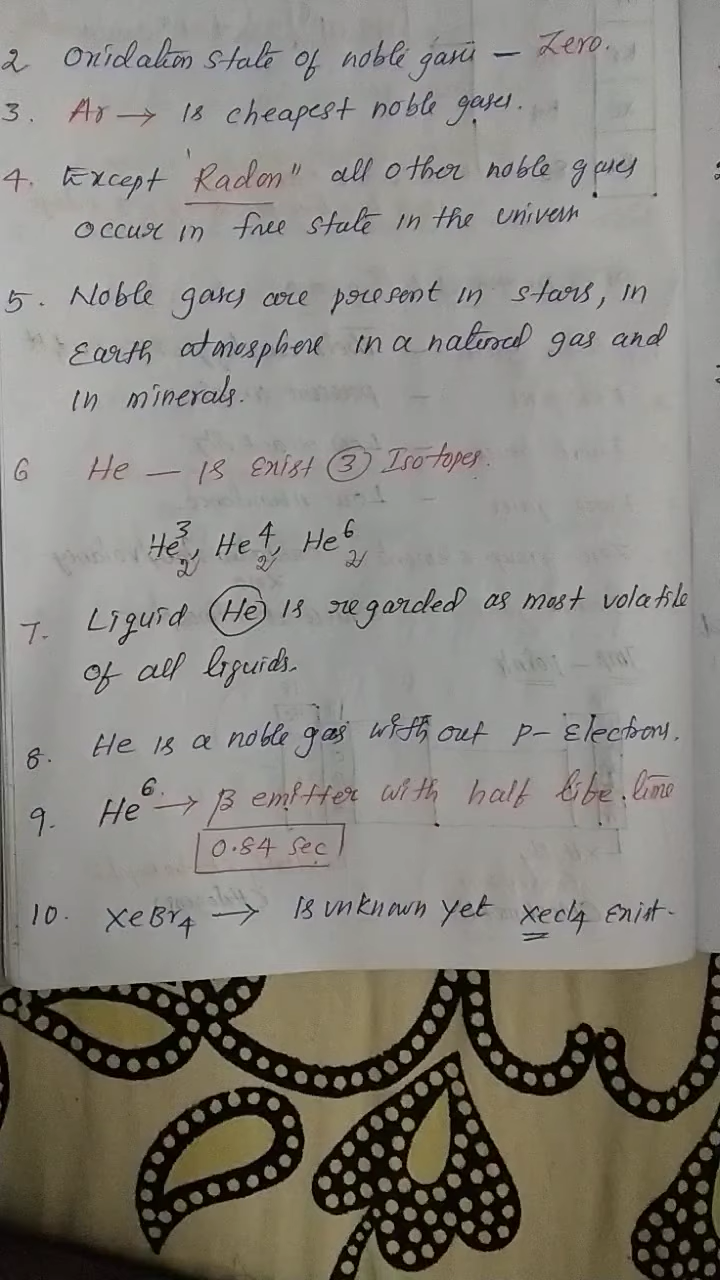 2 Oxidation state of noble gases – Zero.
3. Ar → is cheapest noble gases.
4. Except 'Radon" all other noble gases
occur in free state in the univers
5. Noble gases are present in stars, in
Earth atmosphere in a natural gas and
in minerals.
6 He – is Exist ③ Isotopes.
He³₂, He⁴₂, He⁶₂,
7. Liquid (He) is regarded as most volatile
of all liquids.
8. He is a noble gas with out p- Electrons.
9. He⁶ → β emitter with half life time
0.84 sec
10. XeBr₄ → is unknown yet xecl4 exist.